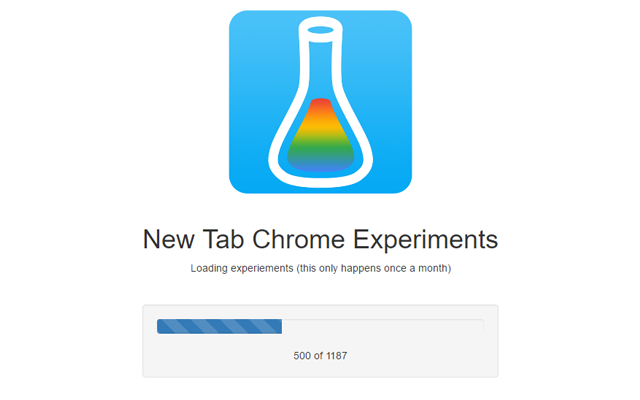 New Tab Chrome Experiments
Loading experiements (this only happens once a month)
500 of 1187